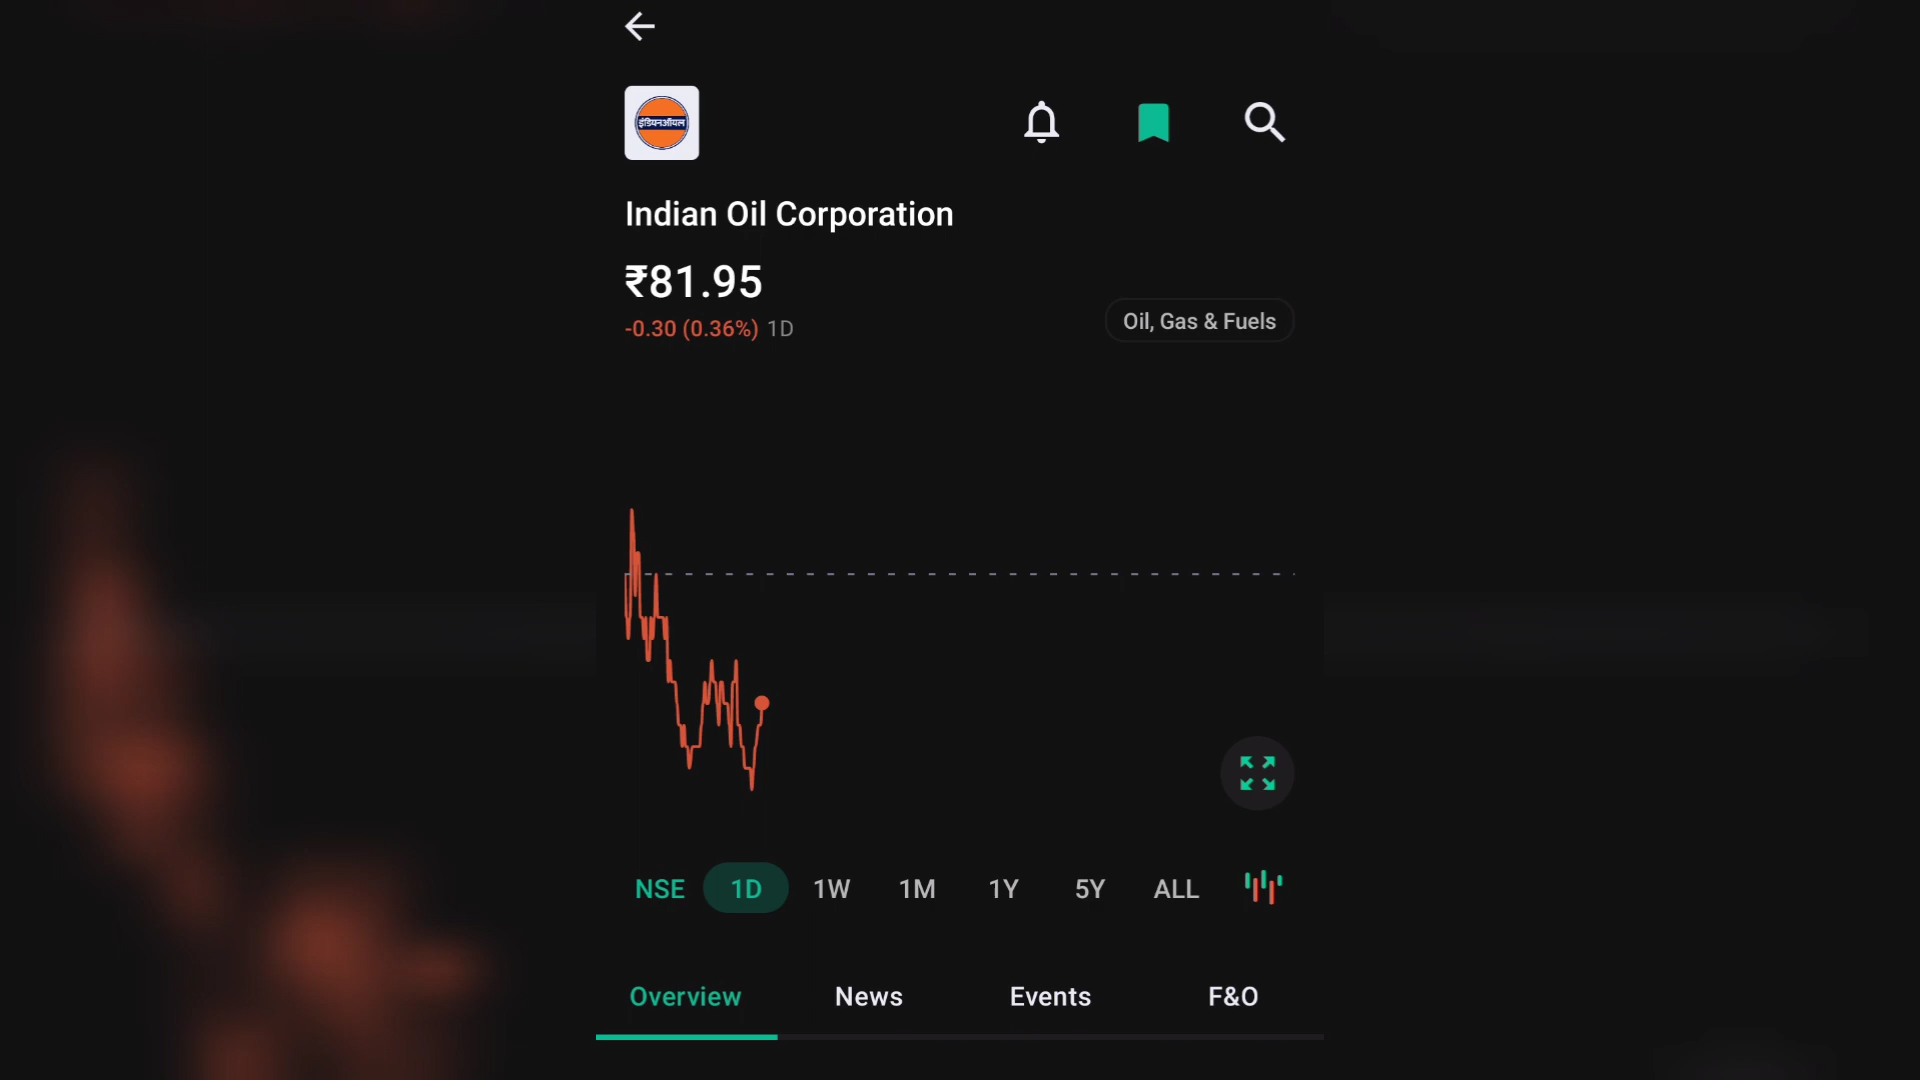 इंडियनऑयल
Indian Oil Corporation
₹81.95
-0.30 (0.36%) 1D
Oil, Gas & Fuels
NSE 1D 1W 1M 1Y 5Y ALL
Overview News Events F&O